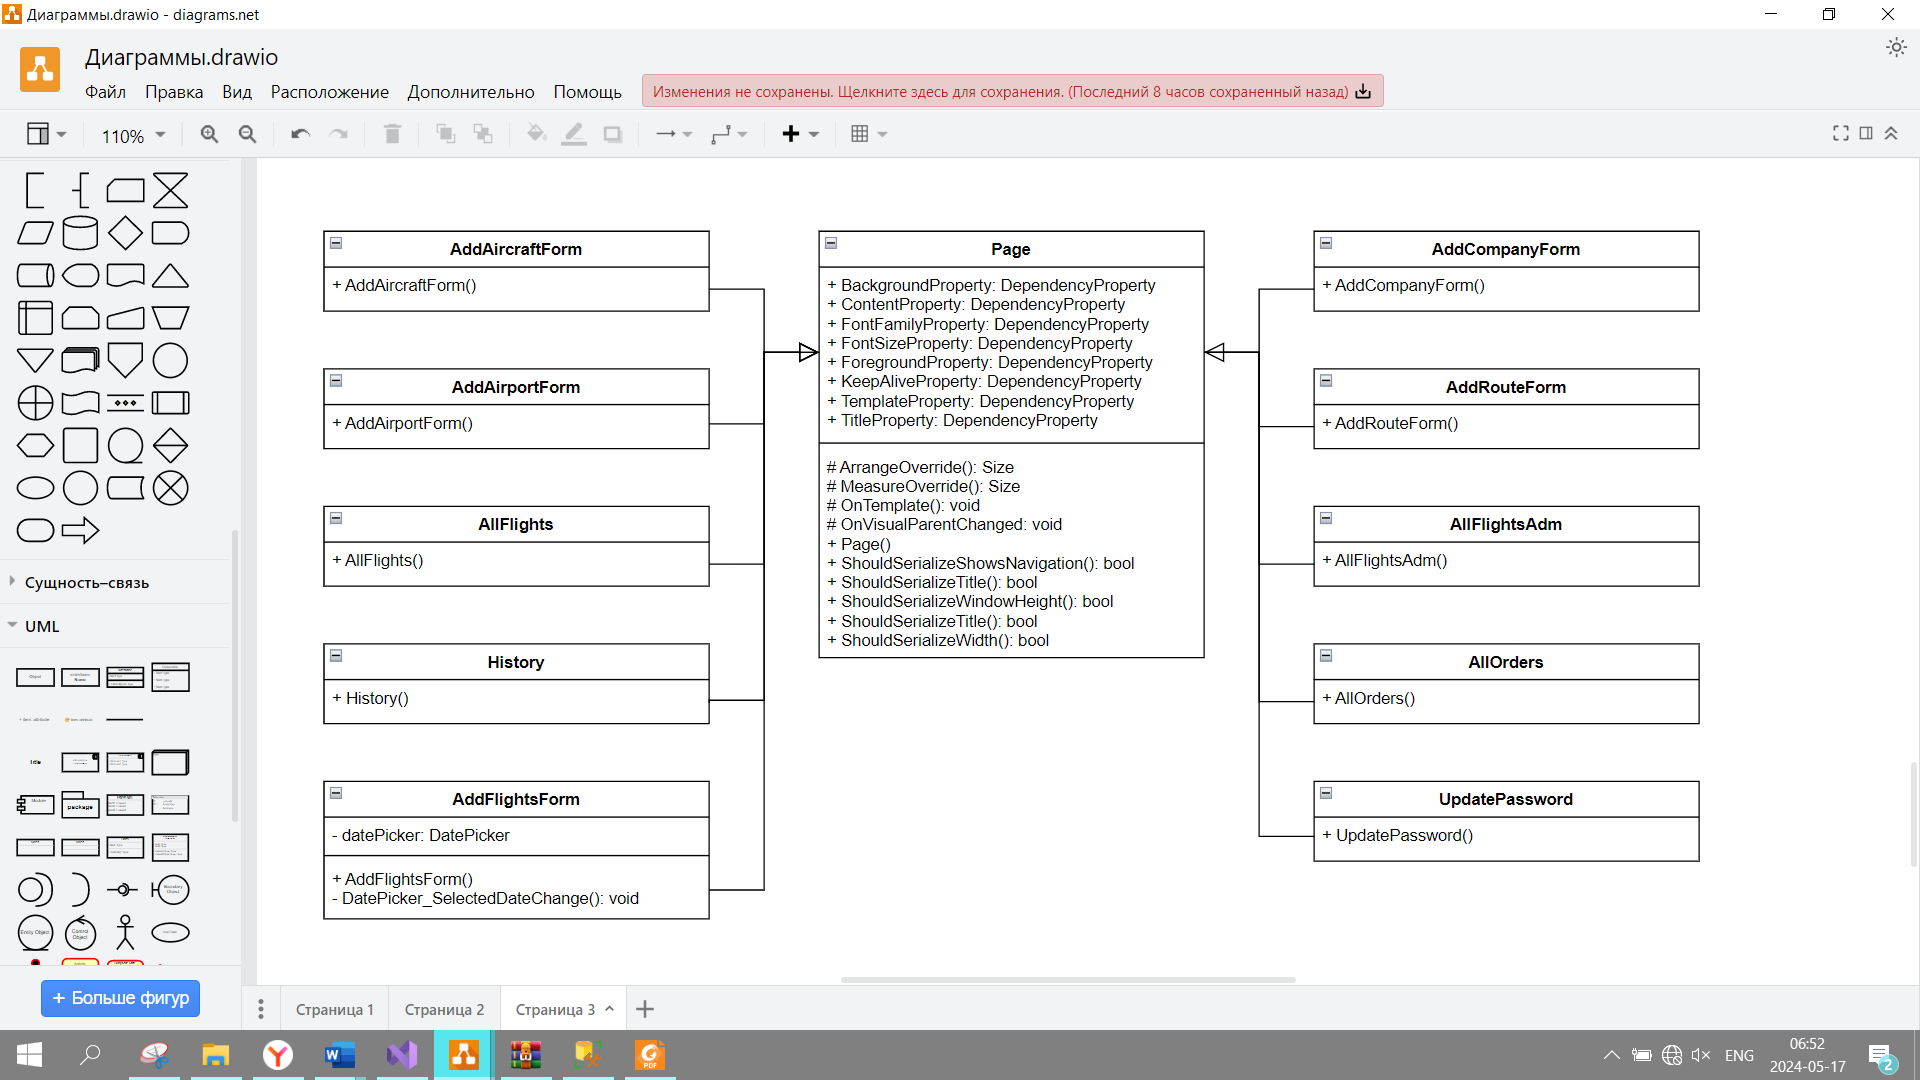 Диаграммы.drawio - diagrams.net
Диаграммы.drawio
Файл Правка Вид Расположение Дополнительно Помощь
Изменения не сохранены. Щелкните здесь для сохранения. (Последний 8 часов сохраненный назад)
110%
Сущность–связь
UML
Title
package
+ Больше фигур
AddAircraftForm
+ AddAircraftForm()
AddAirportForm
+ AddAirportForm()
AllFlights
+ AllFlights()
History
+ History()
AddFlightsForm
- datePicker: DatePicker
+ AddFlightsForm()
- DatePicker_SelectedDateChange(): void
Page
+ BackgroundProperty: DependencyProperty
+ ContentProperty: DependencyProperty
+ FontFamilyProperty: DependencyProperty
+ FontSizeProperty: DependencyProperty
+ ForegroundProperty: DependencyProperty
+ KeepAliveProperty: DependencyProperty
+ TemplateProperty: DependencyProperty
+ TitleProperty: DependencyProperty
# ArrangeOverride(): Size
# MeasureOverride(): Size
# OnTemplate(): void
# OnVisualParentChanged: void
+ Page()
+ ShouldSerializeShowsNavigation(): bool
+ ShouldSerializeTitle(): bool
+ ShouldSerializeWindowHeight(): bool
+ ShouldSerializeTitle(): bool
+ ShouldSerializeWidth(): bool
AddCompanyForm
+ AddCompanyForm()
AddRouteForm
+ AddRouteForm()
AllFlightsAdm
+ AllFlightsAdm()
AllOrders
+ AllOrders()
UpdatePassword
+ UpdatePassword()
Страница 1
Страница 2
Страница 3
ENG
06:52
2024-05-17
2